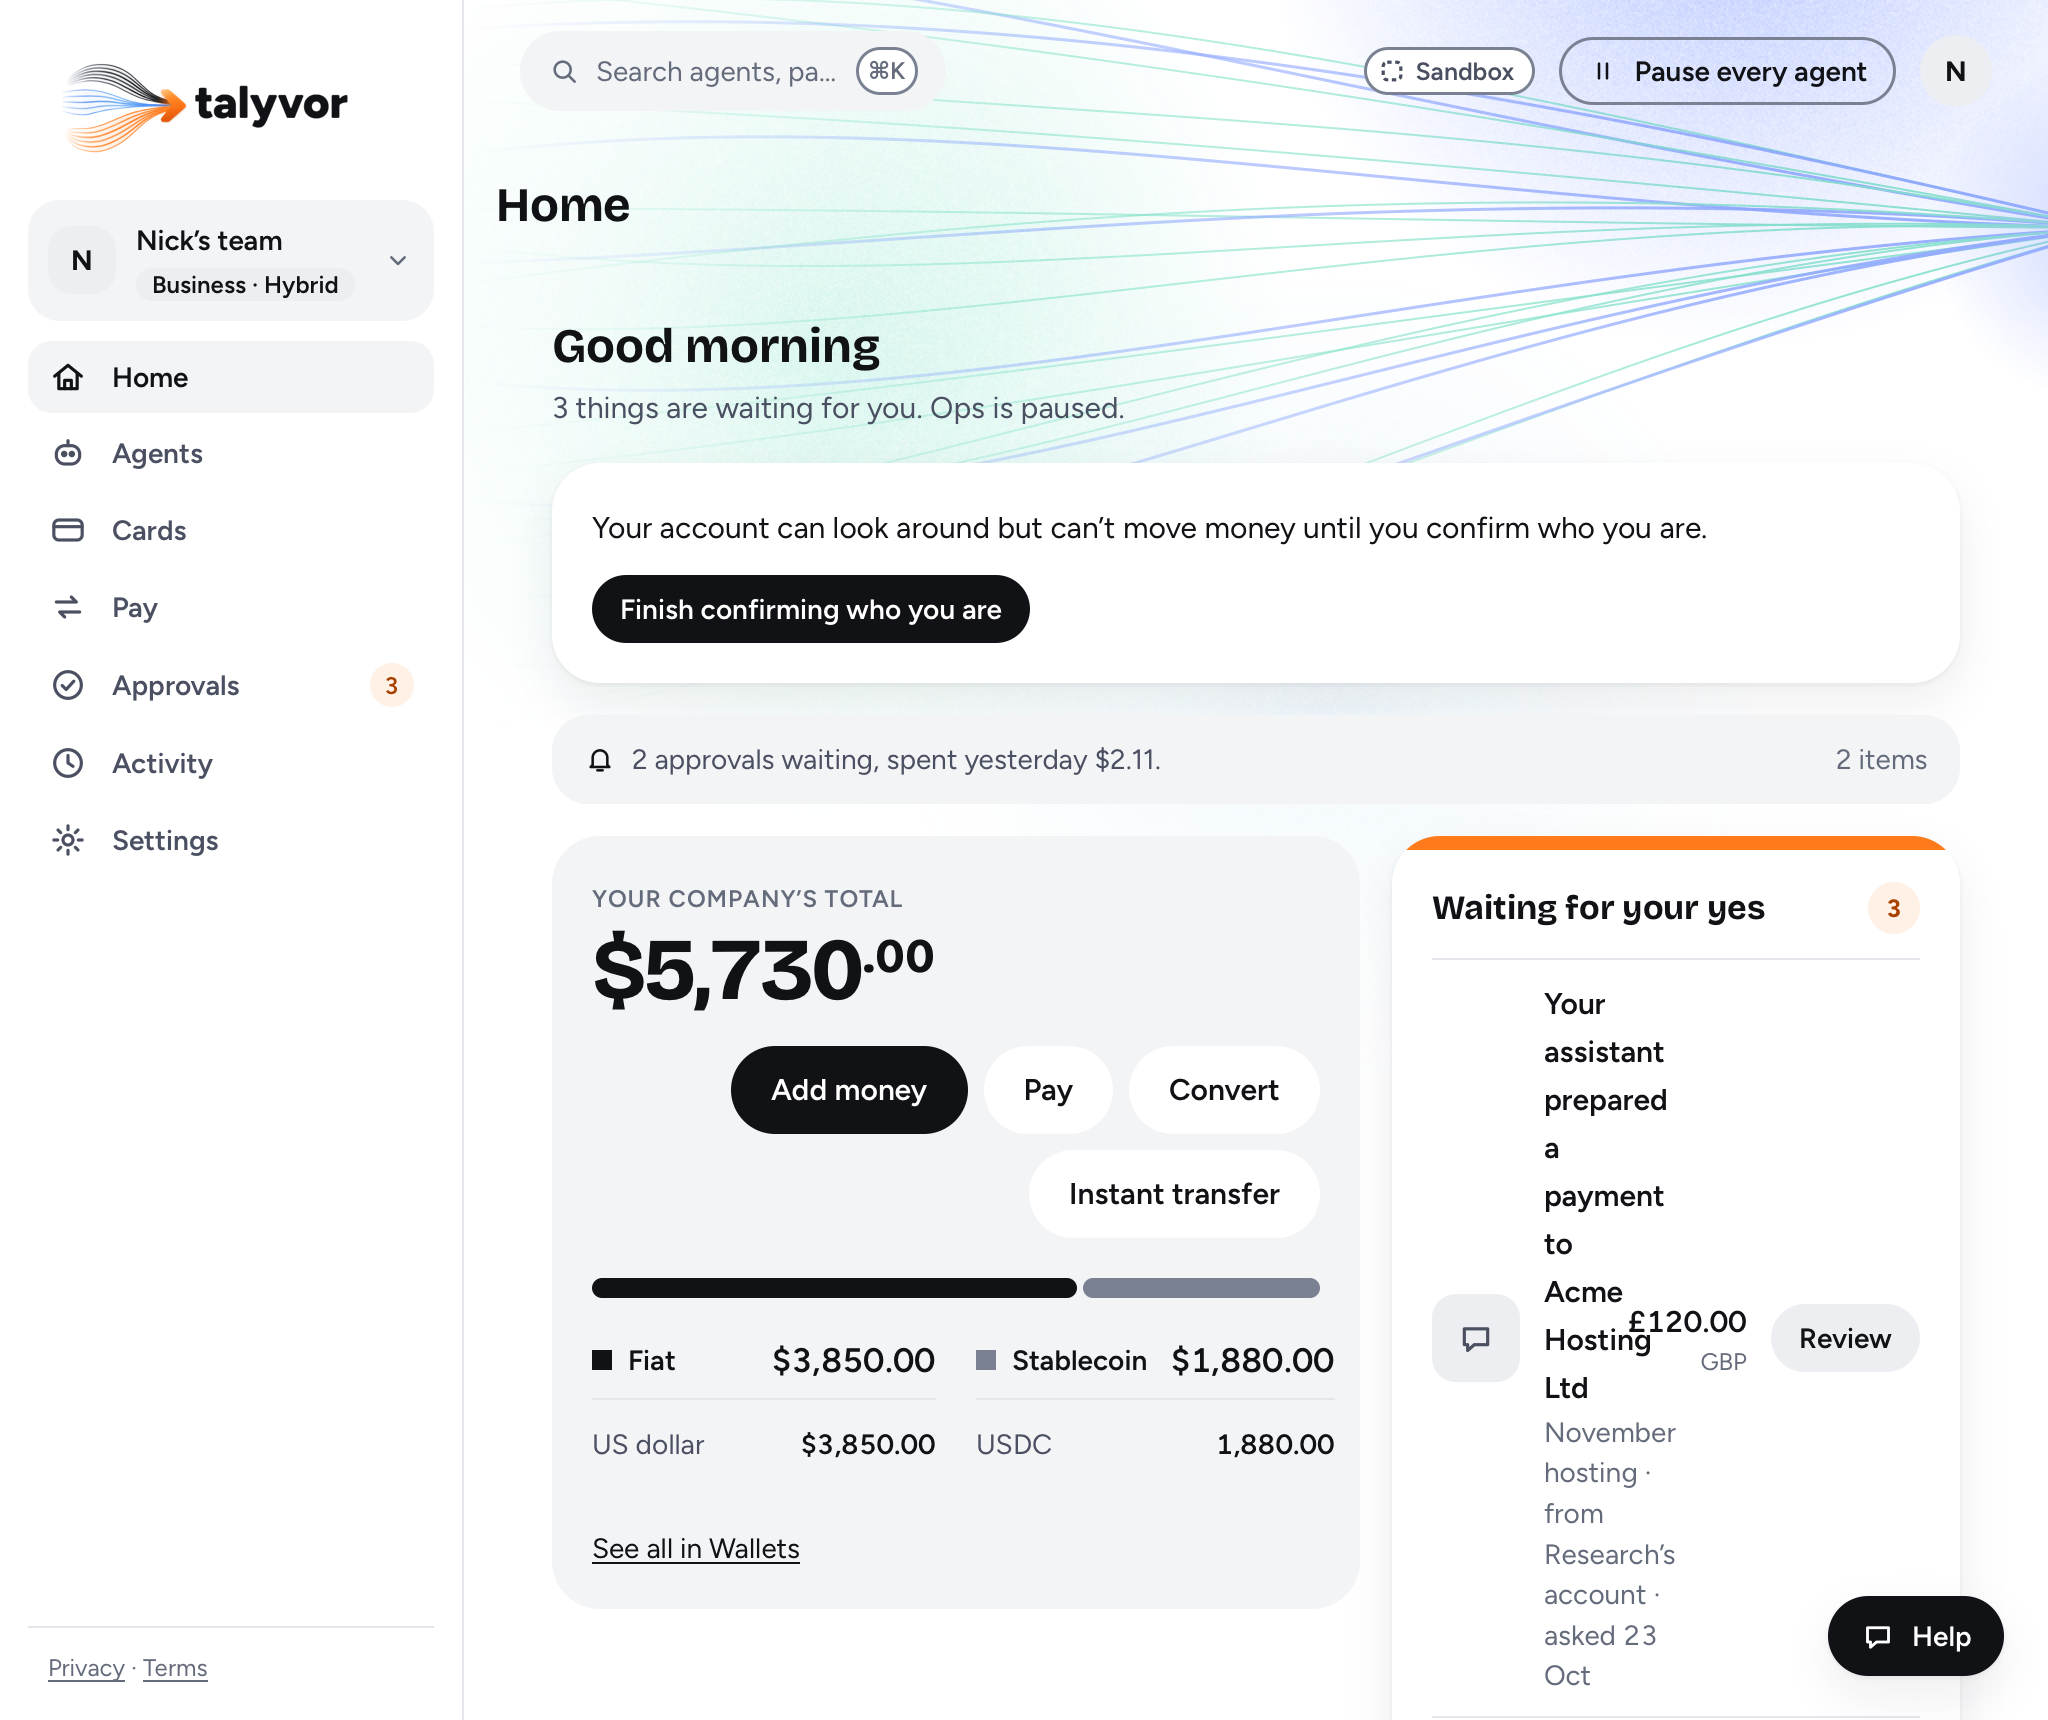 talyvor
Search agents, pa...
⌘K
Sandbox
Pause every agent
N
N
Nick’s team
Business · Hybrid
Home
Agents
Cards
Pay
Approvals
3
Activity
Settings
Privacy · Terms
Home
Good morning
3 things are waiting for you. Ops is paused.
Your account can look around but can’t move money until you confirm who you are.
Finish confirming who you are
2 approvals waiting, spent yesterday $2.11.
2 items
YOUR COMPANY’S TOTAL
$5,730.00
Add money
Pay
Convert
Instant transfer
Fiat
$3,850.00
Stablecoin
$1,880.00
US dollar
$3,850.00
USDC
1,880.00
See all in Wallets
Waiting for your yes
3
Your
assistant
prepared
a
payment
to
Acme
Hosting
Ltd
November
hosting ·
from
Research’s
account ·
asked 23
Oct
£120.00
GBP
Review
Help